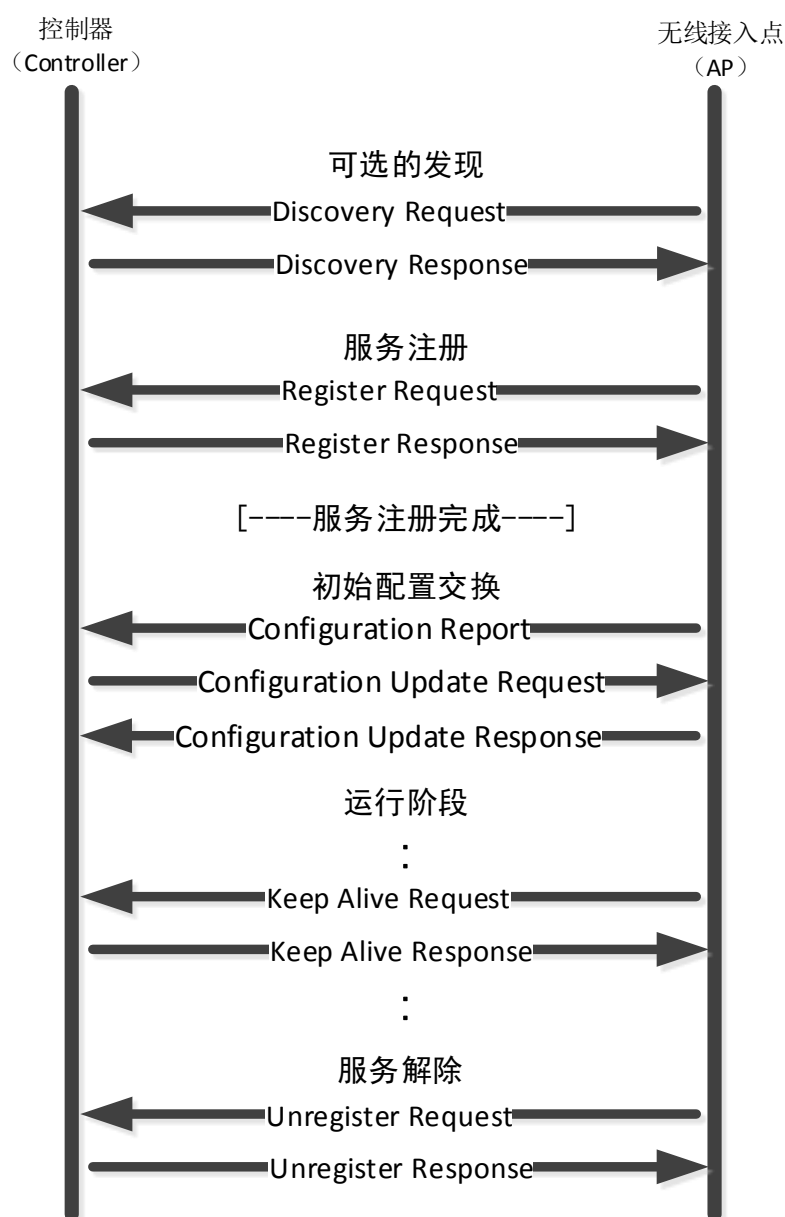 控制器
（Controller）
无线接入点
（AP）
可选的发现
Discovery Request
Discovery Response
服务注册
Register Request
Register Response
[----服务注册完成----]
初始配置交换
Configuration Report
Configuration Update Request
Configuration Update Response
运行阶段
:
Keep Alive Request
Keep Alive Response
:
服务解除
Unregister Request
Unregister Response